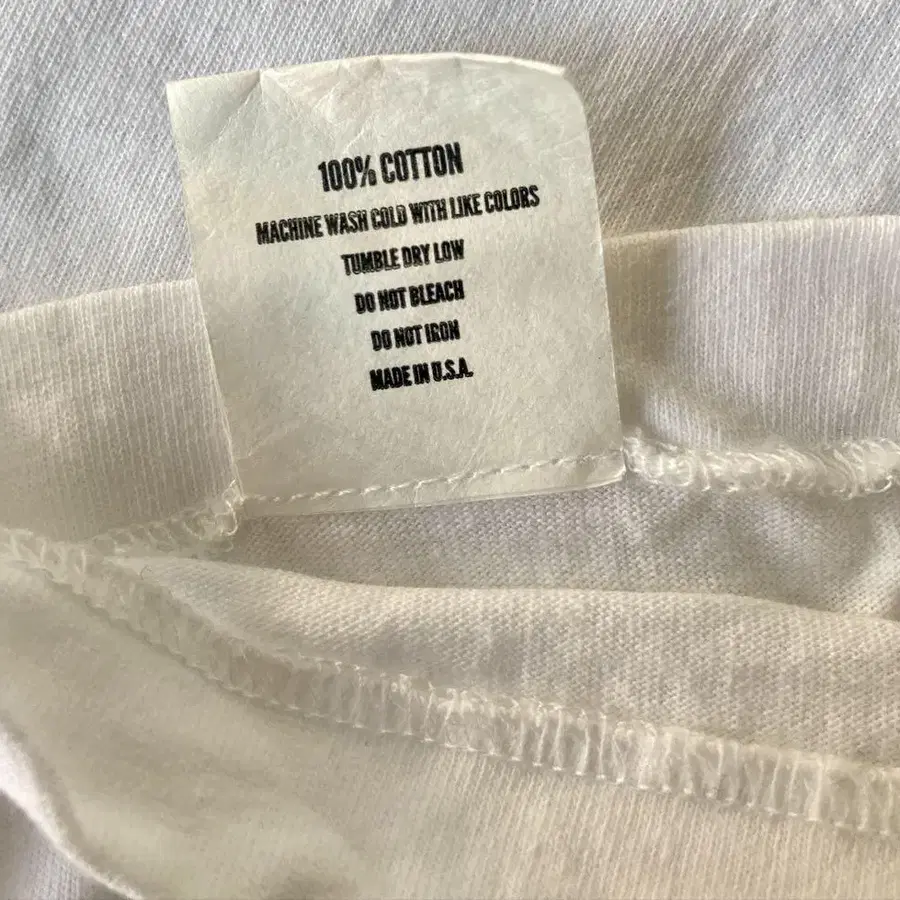 100% COTTON
MACHINE WASH COLD WITH LIKE COLORS
TUMBLE DRY LOW
DO NOT BLEACH
DO NOT IRON
MADE IN U.S.A.